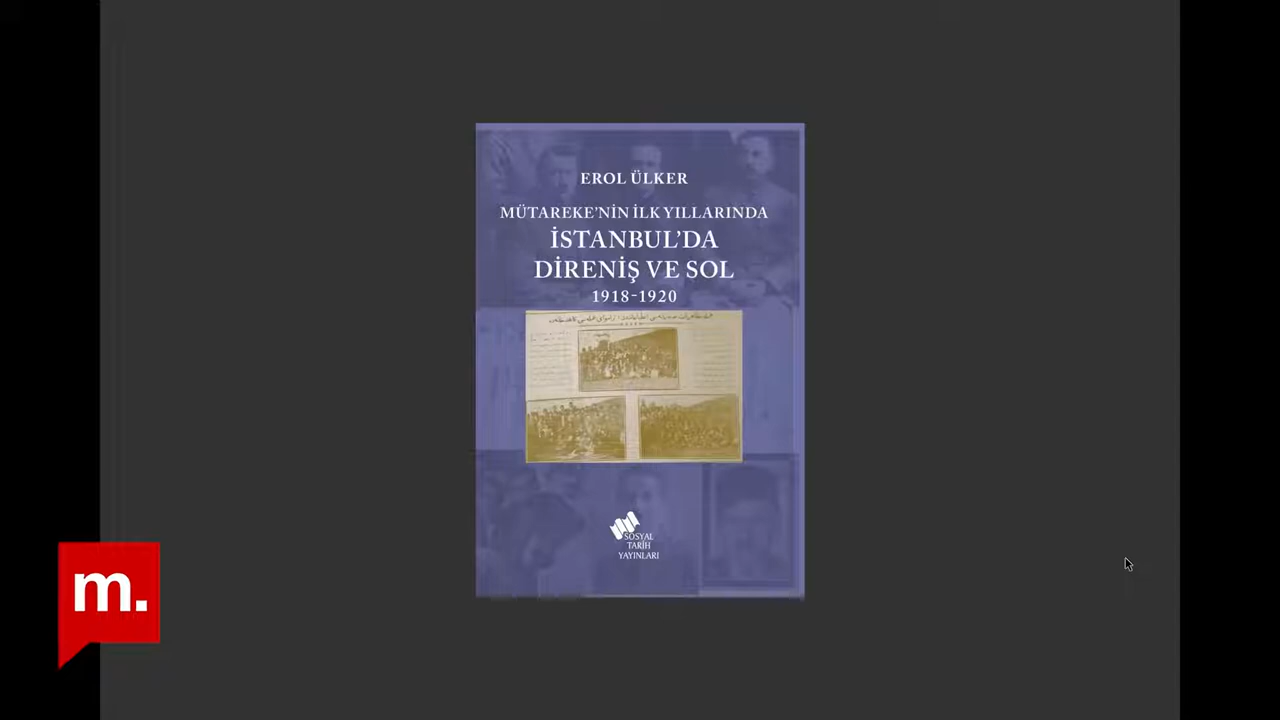 EROL ÜLKER
MÜTAREKE'NİN İLK YILLARINDA
İSTANBUL'DA
DİRENİŞ VE SOL
1918-1920
SOSYAL
TARİH
YAYINLARI
m.